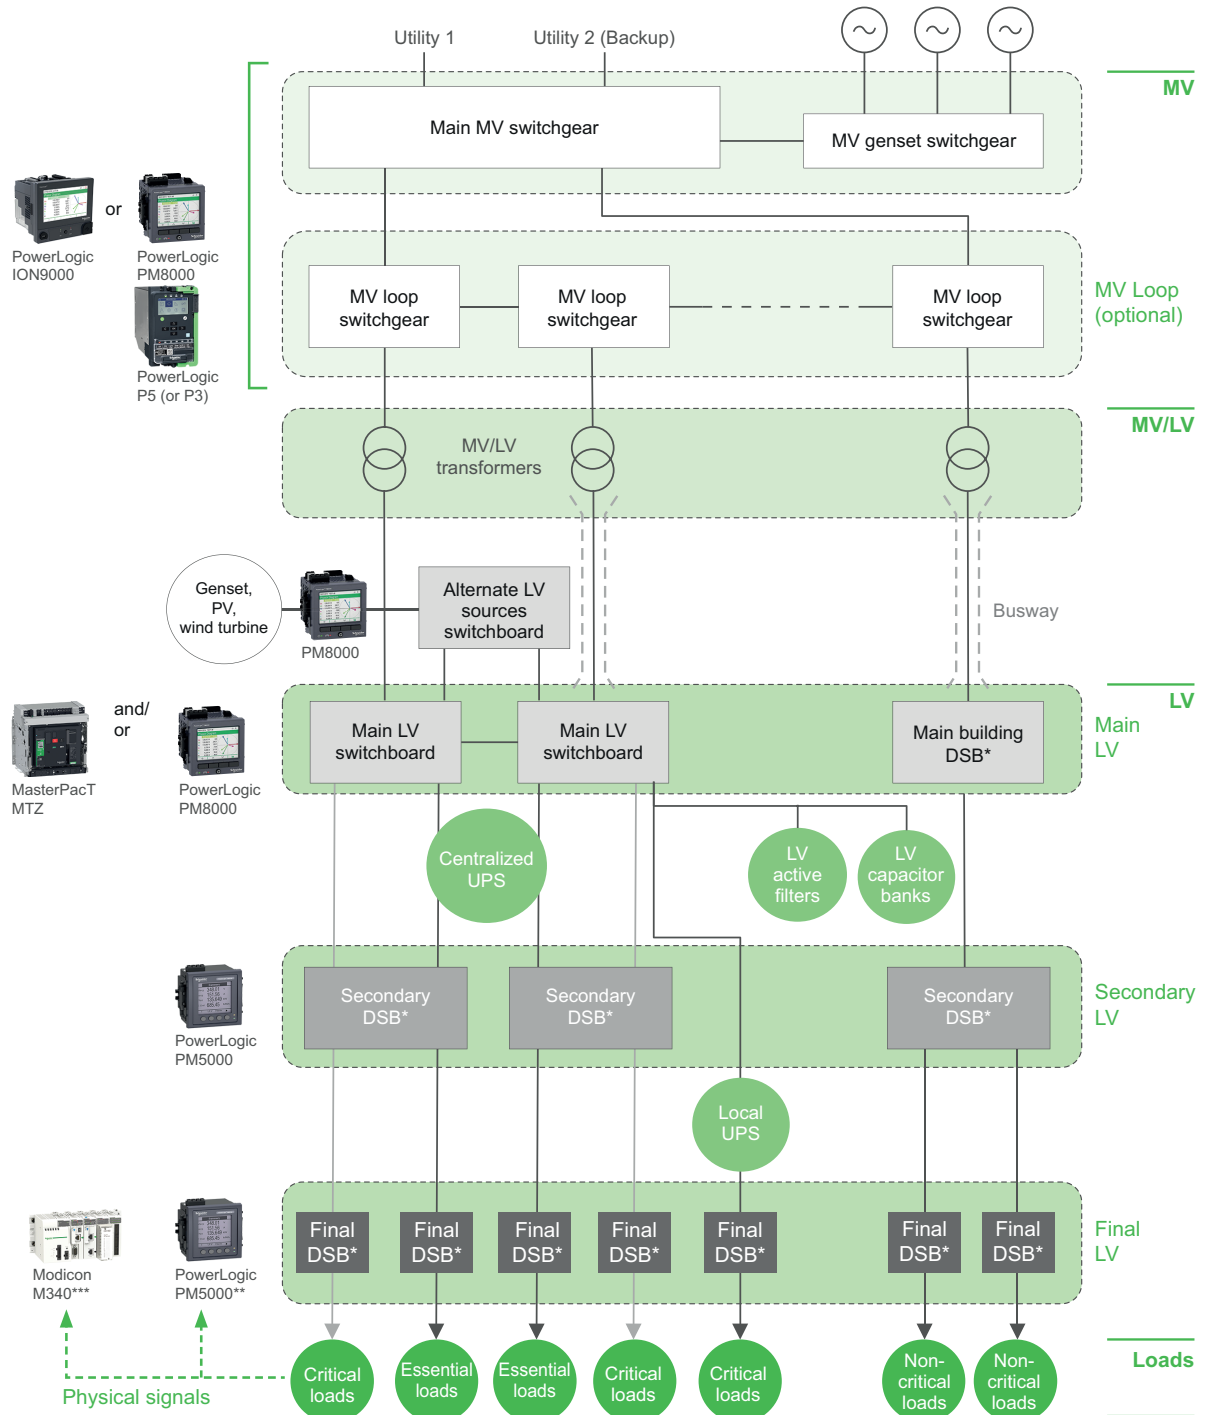 Utility 1
Utility 2 (Backup)
MV
Main MV switchgear
MV genset switchgear
or
PowerLogic
ION9000
PowerLogic
PM8000
PowerLogic
P5 (or P3)
MV loop
switchgear
MV loop
switchgear
MV loop
switchgear
MV Loop
(optional)
MV/LV
MV/LV
transformers
Genset,
PV,
wind turbine
PM8000
Alternate LV
sources
switchboard
Busway
LV
Main
LV
and/
or
MasterPacT
MTZ
PowerLogic
PM8000
Main LV
switchboard
Main LV
switchboard
Main building
DSB*
Centralized
UPS
LV
active
filters
LV
capacitor
banks
PowerLogic
PM5000
Secondary
DSB*
Secondary
DSB*
Secondary
DSB*
Secondary
LV
Local
UPS
Modicon
M340***
PowerLogic
PM5000**
Final
DSB*
Final
DSB*
Final
DSB*
Final
DSB*
Final
DSB*
Final
DSB*
Final
DSB*
Final
LV
Physical signals
Critical
loads
Essential
loads
Essential
loads
Critical
loads
Critical
loads
Non-
critical
loads
Non-
critical
loads
Loads